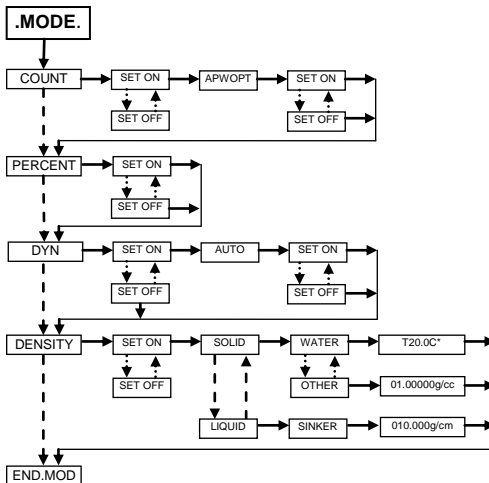 .MODE.
COUNT SET ON APWOPT SET ON
SET OFF SET OFF
PERCENT SET ON
SET OFF
DYN SET ON AUTO SET ON
SET OFF SET OFF
DENSITY SET ON SOLID WATER T20.0C*
SET OFF OTHER 01.00000g/cc
LIQUID SINKER 010.000g/cm
END.MOD